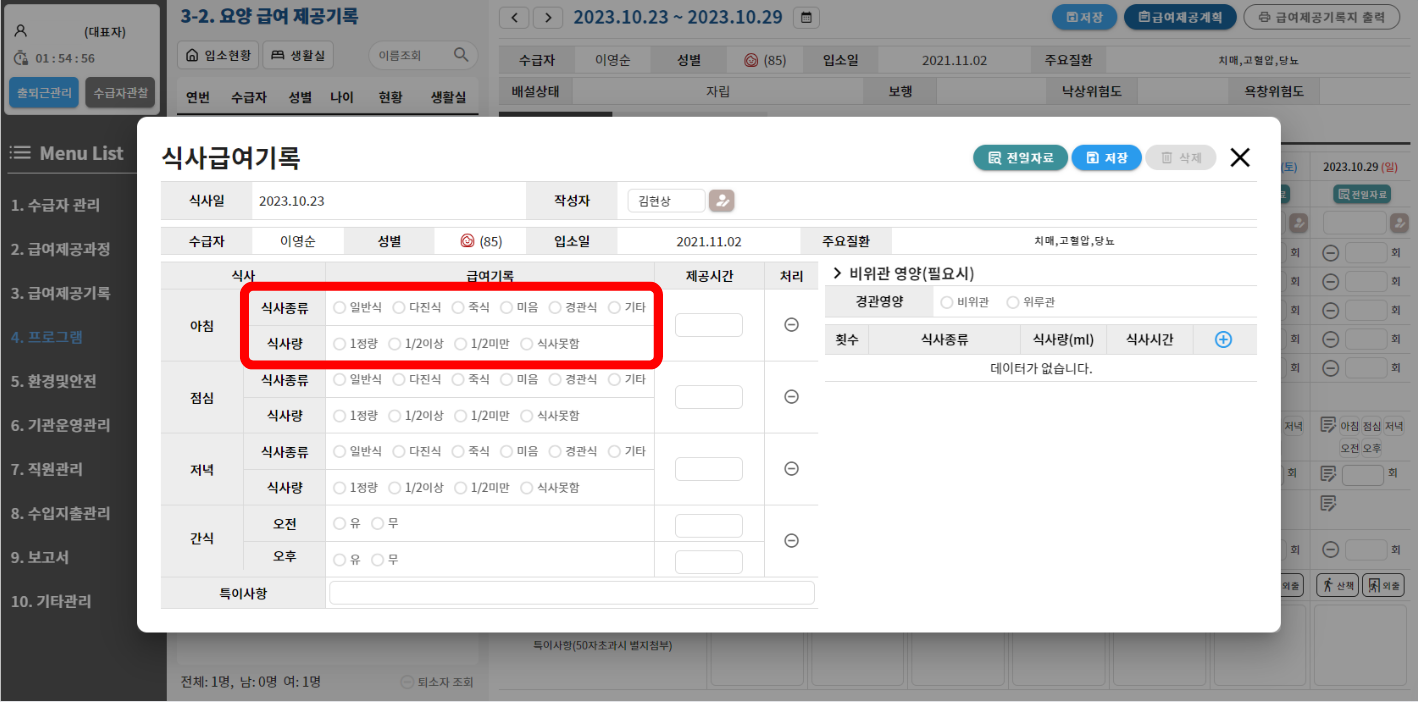 (대표자)
01 : 54 : 56
출퇴근관리 수급자관찰
Menu List
1. 수급자 관리
2. 급여제공과정
3. 급여제공기록
4. 프로그램
5. 환경및안전
6. 기관운영관리
7. 직원관리
8. 수입지출관리
9. 보고서
10. 기타관리
3-2. 요양 급여 제공기록
입소현황 생활실 이름조회
연번 수급자 성별 나이 현황 생활실
전체: 1명, 남: 0명 여: 1명 퇴소자 조회
2023.10.23 ~ 2023.10.29
저장 급여제공계획 급여제공기록지 출력
수급자 이영순 성별 (85) 입소일 2021.11.02 주요질환 치매,고혈압,당뇨
배설상태 자립 보행 낙상위험도 욕창위험도
식사급여기록
전일자료 저장 삭제
식사일 2023.10.23 작성자 김현상
수급자 이영순 성별 (85) 입소일 2021.11.02 주요질환 치매,고혈압,당뇨
식사 급여기록 제공시간 처리
아침
식사종류 일반식 다진식 죽식 미음 경관식 기타
식사량 1정량 1/2이상 1/2미만 식사못함
점심
식사종류 일반식 다진식 죽식 미음 경관식 기타
식사량 1정량 1/2이상 1/2미만 식사못함
저녁
식사종류 일반식 다진식 죽식 미음 경관식 기타
식사량 1정량 1/2이상 1/2미만 식사못함
간식
오전 유 무
오후 유 무
특이사항
비위관 영양(필요시)
경관영양 비위관 위루관
횟수 식사종류 식사량(ml) 식사시간
데이터가 없습니다.
(토) 2023.10.29 (일)
전일자료
회 회
회 회
회 회
회 회
회 회
저녁 아침 점심 저녁
오전 오후
회 회
회 회
외출 산책 외출
특이사항(50자초과시 별지첨부)